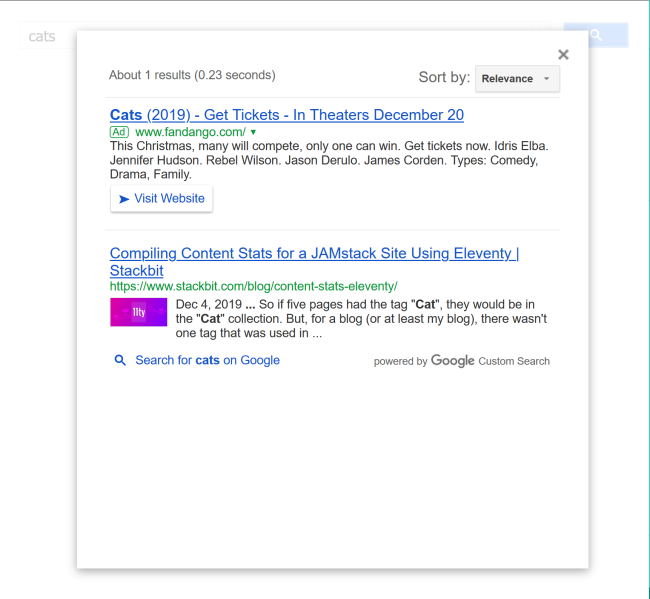 cats
×
About 1 results (0.23 seconds)
Sort by: Relevance
Cats (2019) - Get Tickets - In Theaters December 20
Ad www.fandango.com/
This Christmas, many will compete, only one can win. Get tickets now. Idris Elba.
Jennifer Hudson. Rebel Wilson. Jason Derulo. James Corden. Types: Comedy,
Drama, Family.
Visit Website
Compiling Content Stats for a JAMstack Site Using Eleventy |
Stackbit
https://www.stackbit.com/blog/content-stats-eleventy/
11ty
Dec 4, 2019 ... So if five pages had the tag "Cat", they would be in
the "Cat" collection. But, for a blog (or at least my blog), there wasn't
one tag that was used in ...
Search for cats on Google
powered by Google Custom Search